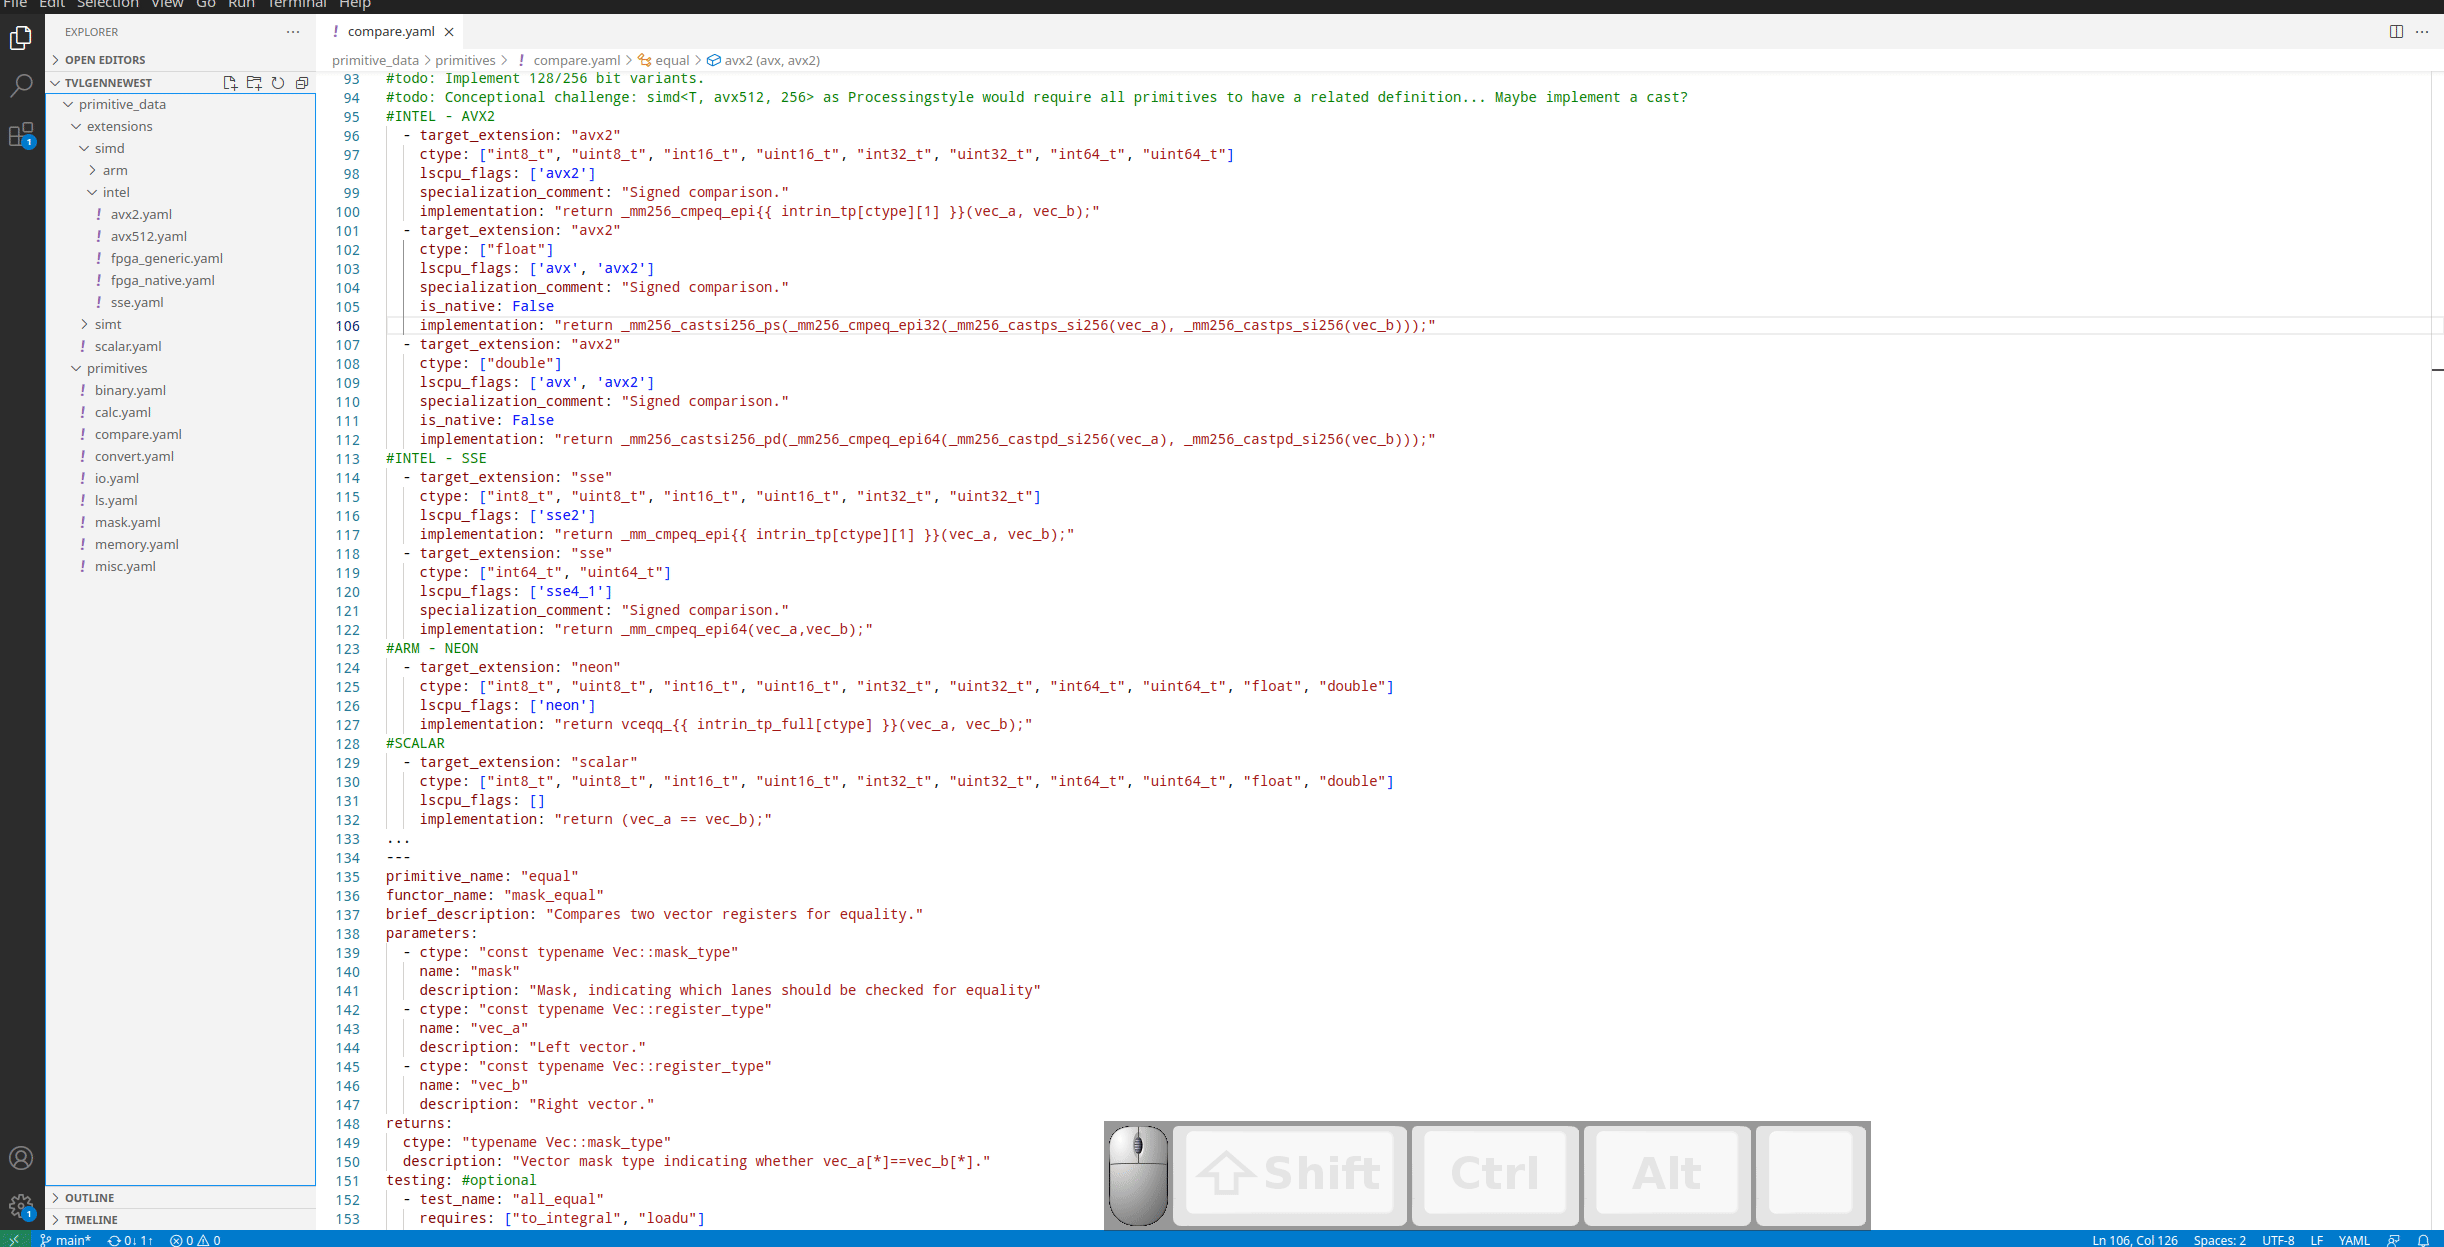 File Edit Selection View Go Run Terminal Help
EXPLORER
OPEN EDITORS
TVLGENNEWEST
primitive_data
extensions
simd
arm
intel
avx2.yaml
avx512.yaml
fpga_generic.yaml
fpga_native.yaml
sse.yaml
simt
scalar.yaml
primitives
binary.yaml
calc.yaml
compare.yaml
convert.yaml
io.yaml
ls.yaml
mask.yaml
memory.yaml
misc.yaml
OUTLINE
TIMELINE
1
1
compare.yaml
primitive_data > primitives > compare.yaml > equal > avx2 (avx, avx2)
93 #todo: Implement 128/256 bit variants.
94 #todo: Conceptional challenge: simd<T, avx512, 256> as Processingstyle would require all primitives to have a related definition... Maybe implement a cast?
95 #INTEL - AVX2
96 - target_extension: "avx2"
97 ctype: ["int8_t", "uint8_t", "int16_t", "uint16_t", "int32_t", "uint32_t", "int64_t", "uint64_t"]
98 lscpu_flags: ['avx2']
99 specialization_comment: "Signed comparison."
100 implementation: "return _mm256_cmpeq_epi{{ intrin_tp[ctype][1] }}(vec_a, vec_b);"
101 - target_extension: "avx2"
102 ctype: ["float"]
103 lscpu_flags: ['avx', 'avx2']
104 specialization_comment: "Signed comparison."
105 is_native: False
106 implementation: "return _mm256_castsi256_ps(_mm256_cmpeq_epi32(_mm256_castps_si256(vec_a), _mm256_castps_si256(vec_b)));"
107 - target_extension: "avx2"
108 ctype: ["double"]
109 lscpu_flags: ['avx', 'avx2']
110 specialization_comment: "Signed comparison."
111 is_native: False
112 implementation: "return _mm256_castsi256_pd(_mm256_cmpeq_epi64(_mm256_castpd_si256(vec_a), _mm256_castpd_si256(vec_b)));"
113 #INTEL - SSE
114 - target_extension: "sse"
115 ctype: ["int8_t", "uint8_t", "int16_t", "uint16_t", "int32_t", "uint32_t"]
116 lscpu_flags: ['sse2']
117 implementation: "return _mm_cmpeq_epi{{ intrin_tp[ctype][1] }}(vec_a, vec_b);"
118 - target_extension: "sse"
119 ctype: ["int64_t", "uint64_t"]
120 lscpu_flags: ['sse4_1']
121 specialization_comment: "Signed comparison."
122 implementation: "return _mm_cmpeq_epi64(vec_a,vec_b);"
123 #ARM - NEON
124 - target_extension: "neon"
125 ctype: ["int8_t", "uint8_t", "int16_t", "uint16_t", "int32_t", "uint32_t", "int64_t", "uint64_t", "float", "double"]
126 lscpu_flags: ['neon']
127 implementation: "return vceqq_{{ intrin_tp_full[ctype] }}(vec_a, vec_b);"
128 #SCALAR
129 - target_extension: "scalar"
130 ctype: ["int8_t", "uint8_t", "int16_t", "uint16_t", "int32_t", "uint32_t", "int64_t", "uint64_t", "float", "double"]
131 lscpu_flags: []
132 implementation: "return (vec_a == vec_b);"
133 ...
134 ---
135 primitive_name: "equal"
136 functor_name: "mask_equal"
137 brief_description: "Compares two vector registers for equality."
138 parameters:
139 - ctype: "const typename Vec::mask_type"
140 name: "mask"
141 description: "Mask, indicating which lanes should be checked for equality"
142 - ctype: "const typename Vec::register_type"
143 name: "vec_a"
144 description: "Left vector."
145 - ctype: "const typename Vec::register_type"
146 name: "vec_b"
147 description: "Right vector."
148 returns:
149 ctype: "typename Vec::mask_type"
150 description: "Vector mask type indicating whether vec_a[*]==vec_b[*]."
151 testing: #optional
152 - test_name: "all_equal"
153 requires: ["to_integral", "loadu"]
Shift Ctrl Alt
main* 0↓ 1↑ 0 0
Ln 106, Col 126 Spaces: 2 UTF-8 LF YAML